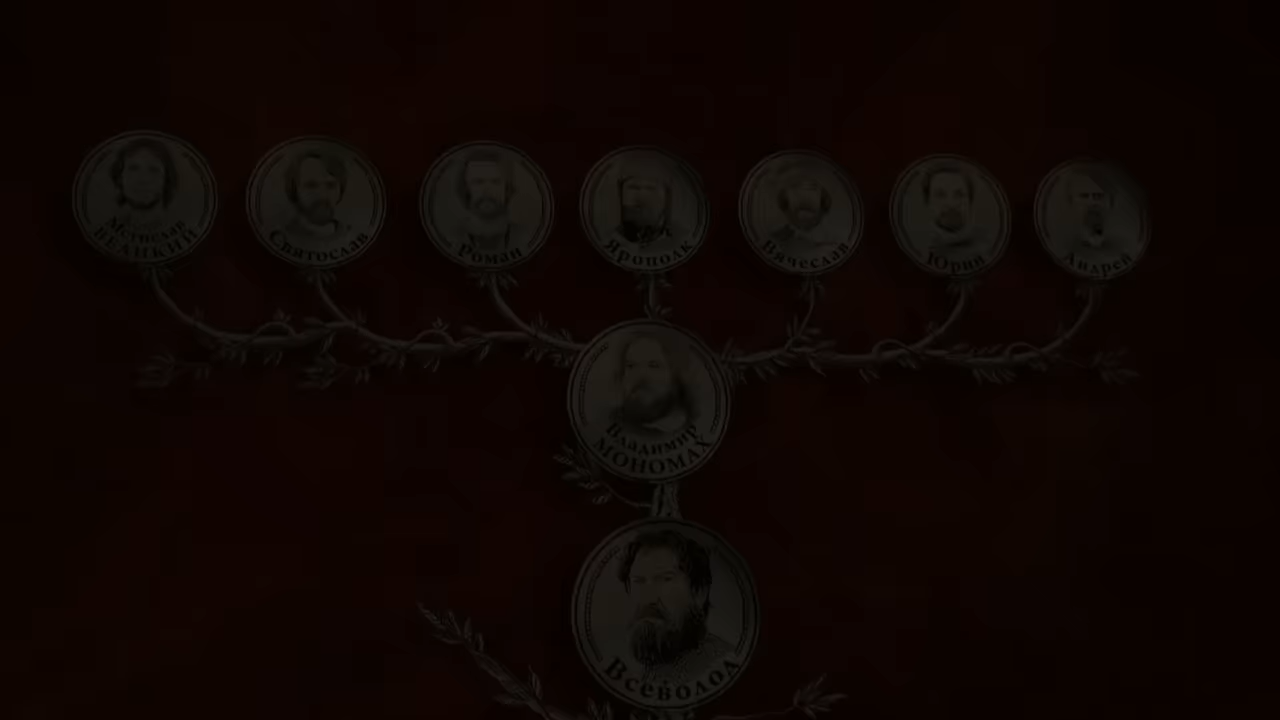 Мстислав
ВЕЛИКИЙ
Святослав
Роман
Ярополк
Вячеслав
Юрий
Андрей
Владимир
МОНОМАХ
Всеволод